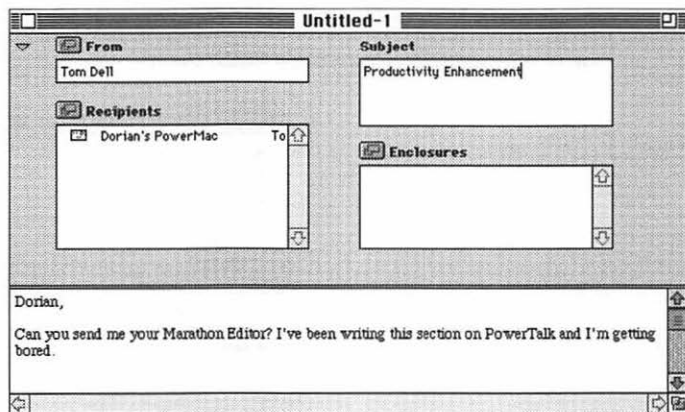 Untitled-1
From
Tom Dell
Subject
Productivity Enhancement
Recipients
Dorian's PowerMac To
Enclosures
Dorian,
Can you send me your Marathon Editor? I've been writing this section on PowerTalk and I'm getting
bored.